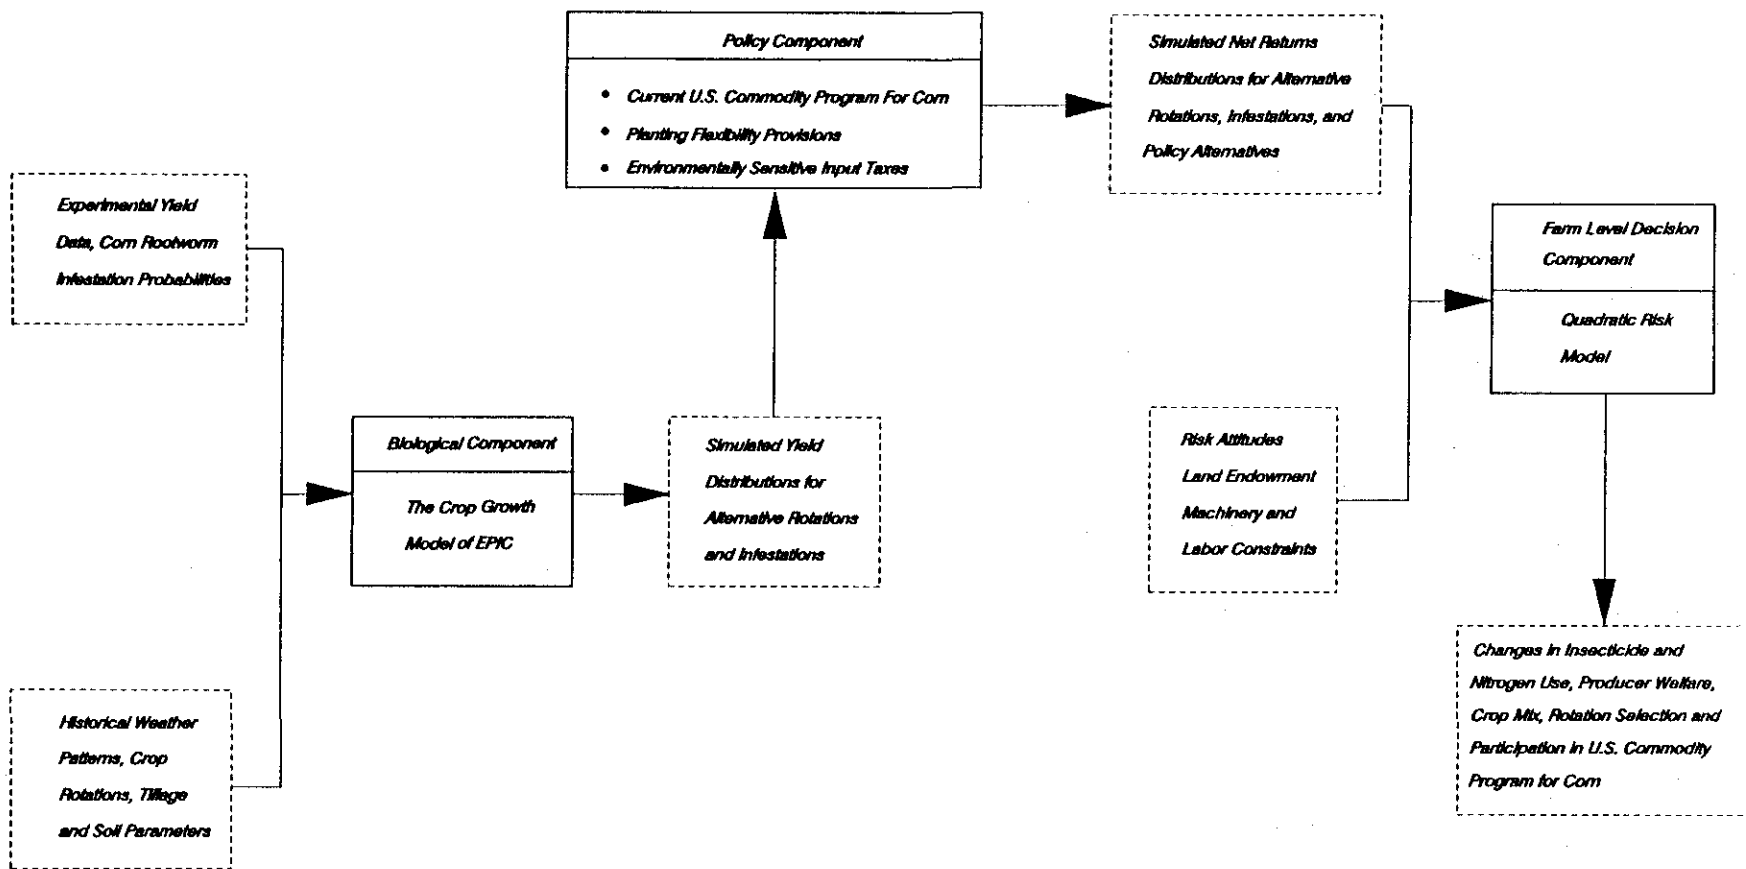 Policy Component
• Current U.S. Commodity Program For Corn
• Planting Flexibility Provisions
• Environmentally Sensitive Input Taxes
Simulated Net Returns
Distributions for Alternative
Rotations, Infestations, and
Policy Alternatives
Experimental Yield
Data, Corn Rootworm
Infestation Probabilities
Farm Level Decision
Component
Quadratic Risk
Model
Biological Component
The Crop Growth
Model of EPIC
Simulated Yield
Distributions for
Alternative Rotations
and Infestations
Risk Attitudes
Land Endowment
Machinery and
Labor Constraints
Historical Weather
Patterns, Crop
Rotations, Tillage
and Soil Parameters
Changes in Insecticide and
Nitrogen Use, Producer Welfare,
Crop Mix, Rotation Selection and
Participation in U.S. Commodity
Program for Corn